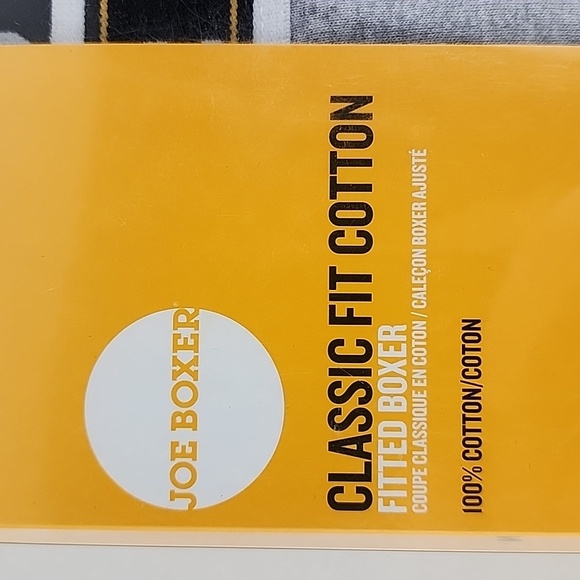 JOE BOXER
CLASSIC FIT COTTON
FITTED BOXER
COUPE CLASSIQUE EN COTON / CALEÇON BOXER AJUSTÉ
100% COTTON/COTON